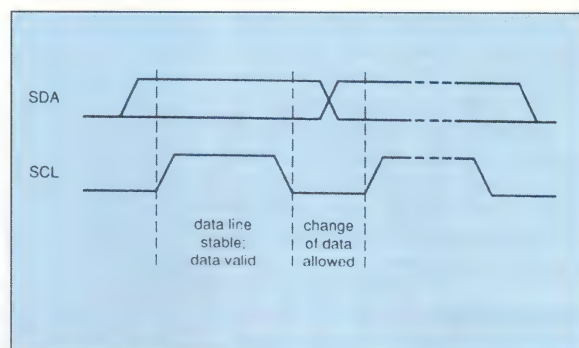 SDA
SCL
data line
stable;
data valid
change
of data
allowed